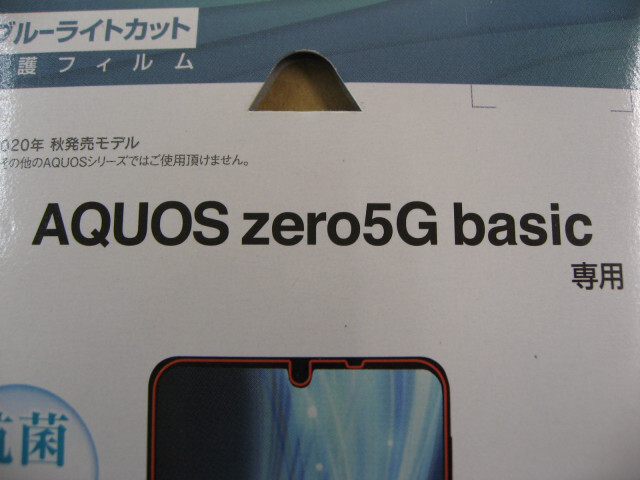 ブルーライトカット
護フィルム
2020年 秋発売モデル
その他のAQUOSシリーズではご使用頂けません。
AQUOS zero5G basic
専用
抗菌